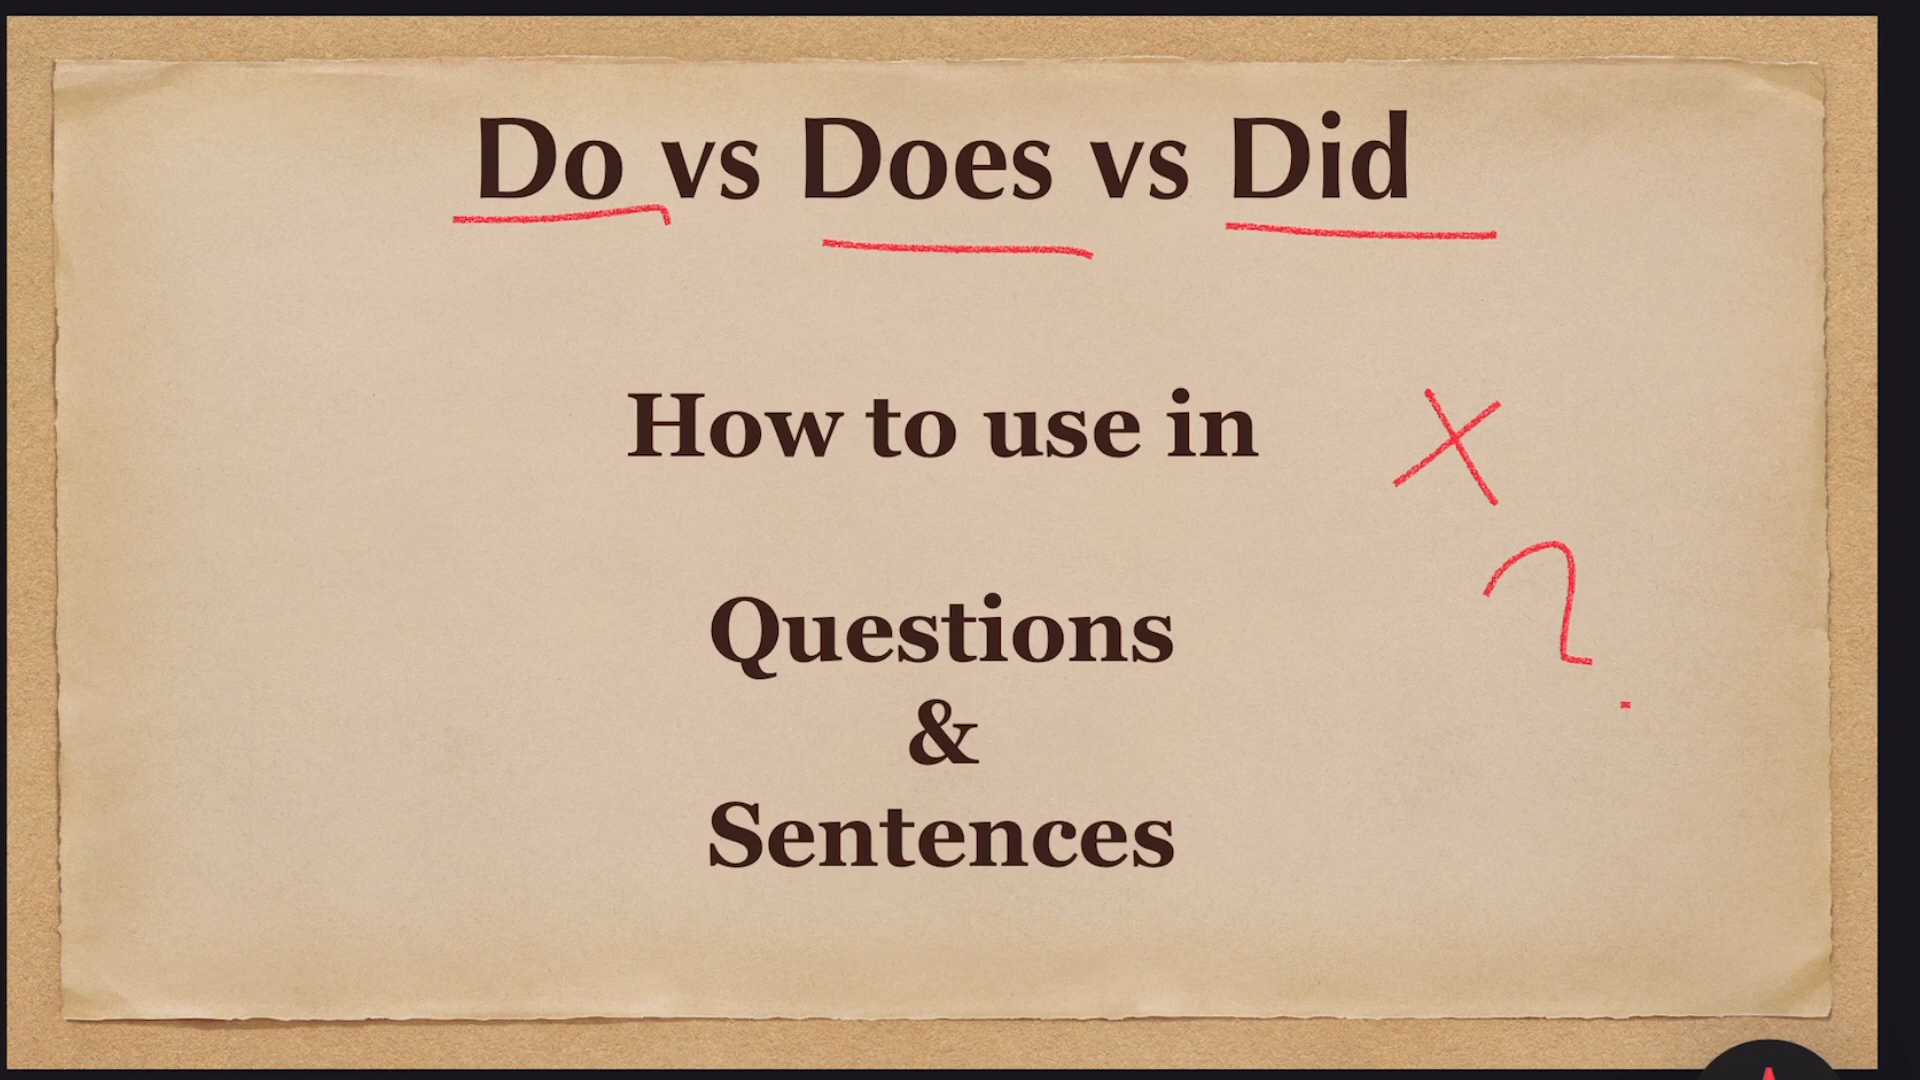 Do vs Does vs Did
How to use in
X
?
Questions
&
Sentences